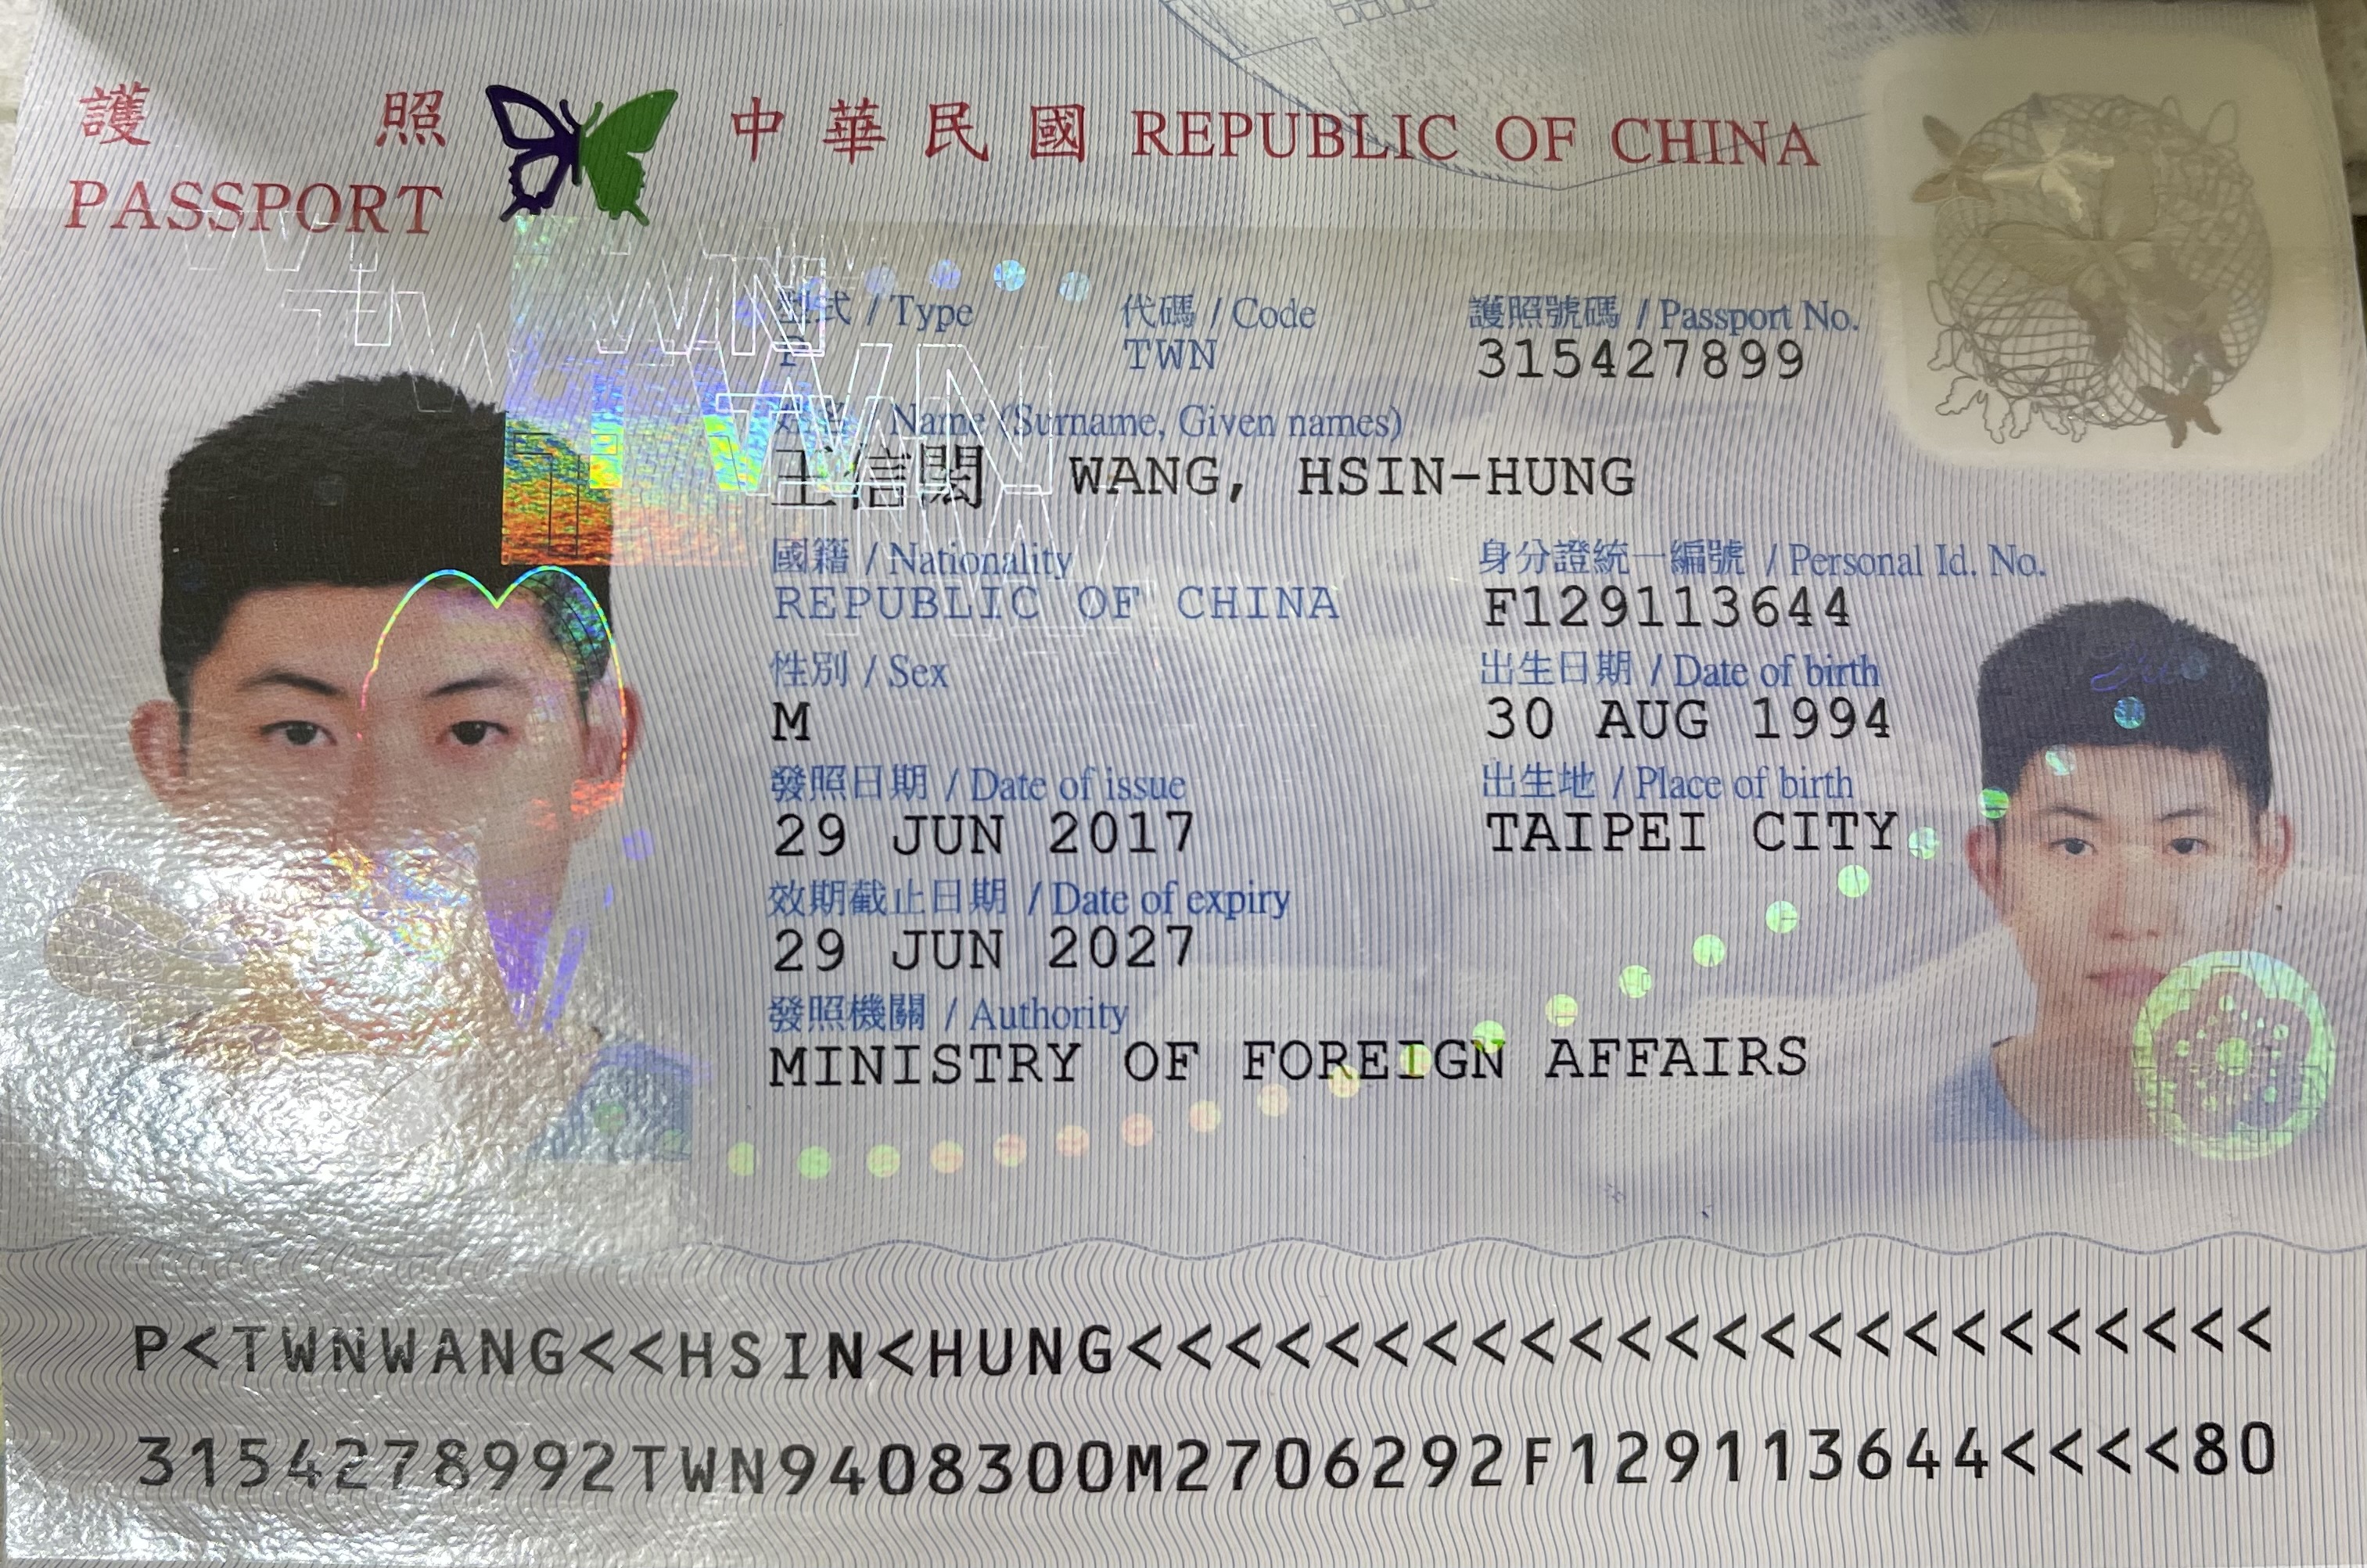 護照 中華民國 REPUBLIC OF CHINA
PASSPORT
型式 / Type 代碼 / Code 護照號碼 / Passport No.
P TWN 315427899
姓名 / Name (Surname, Given names)
王信閎 WANG, HSIN-HUNG
國籍 / Nationality 身分證統一編號 / Personal Id. No.
REPUBLIC OF CHINA F129113644
性別 / Sex 出生日期 / Date of birth
M 30 AUG 1994
發照日期 / Date of issue 出生地 / Place of birth
29 JUN 2017 TAIPEI CITY
效期截止日期 / Date of expiry
29 JUN 2027
發照機關 / Authority
MINISTRY OF FOREIGN AFFAIRS
P<TWNWANG<<HSIN<HUNG<<<<<<<<<<<<<<<<<<<<<<<<
3154278992TWN9408300M2706292F129113644<<<<80